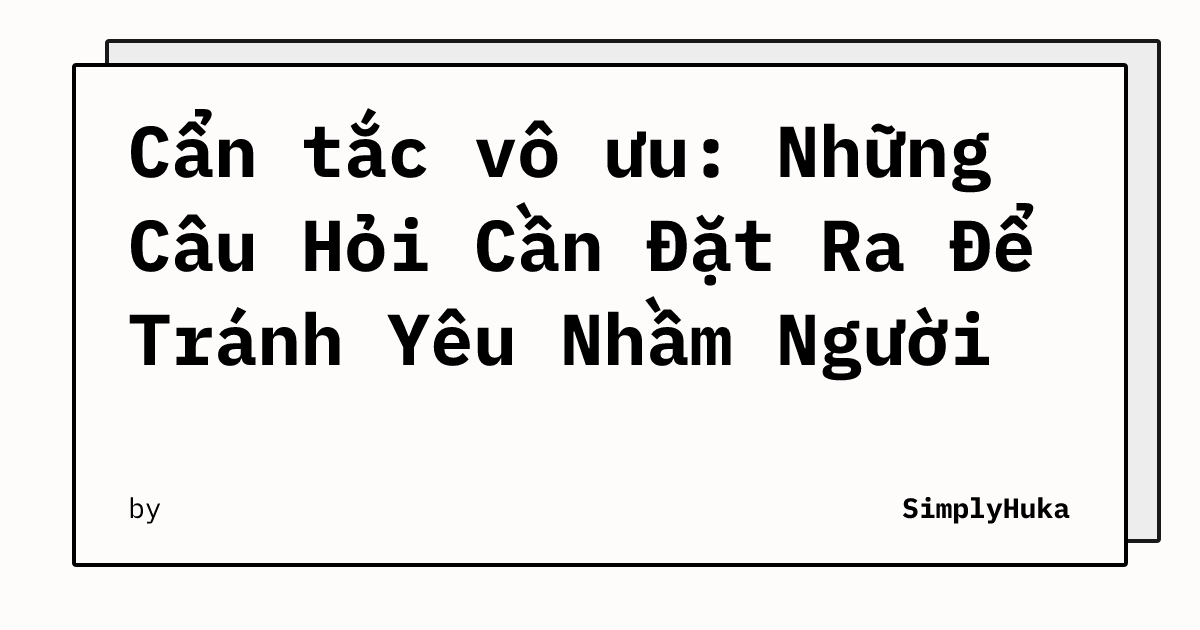 Cẩn tắc vô ưu: Những
Câu Hỏi Cần Đặt Ra Để
Tránh Yêu Nhầm Người
by
SimplyHuka